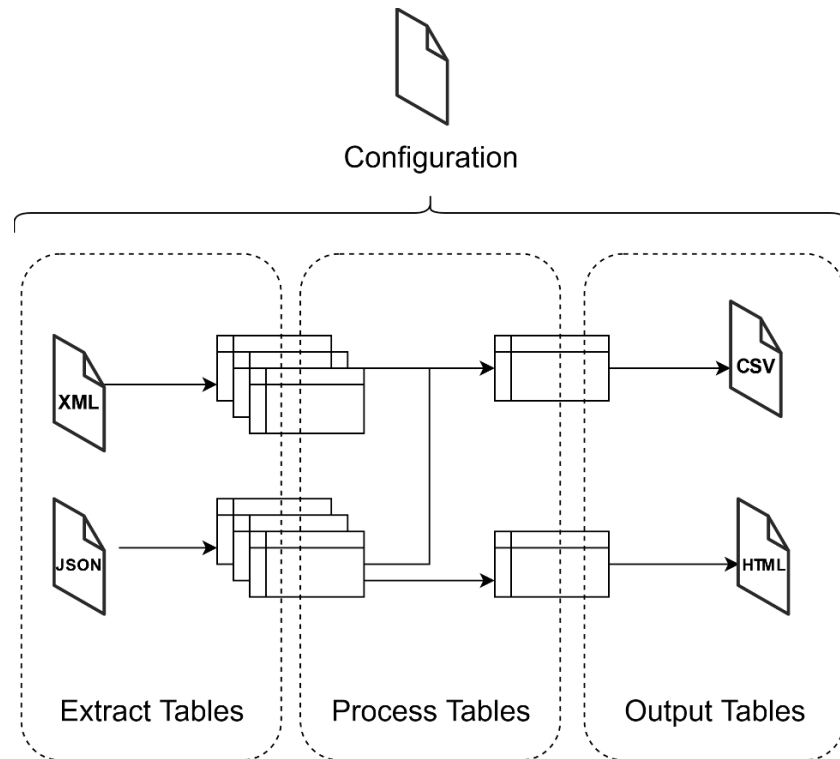 Configuration
XML
CSV
JSON
HTML
Extract Tables
Process Tables
Output Tables